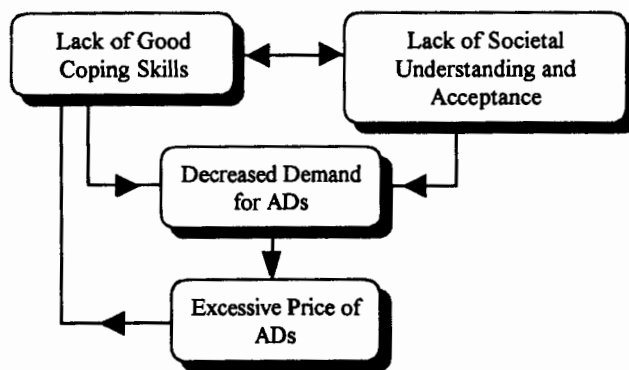 Lack of Good
Coping Skills
Lack of Societal
Understanding and
Acceptance
Decreased Demand
for ADs
Excessive Price of
ADs